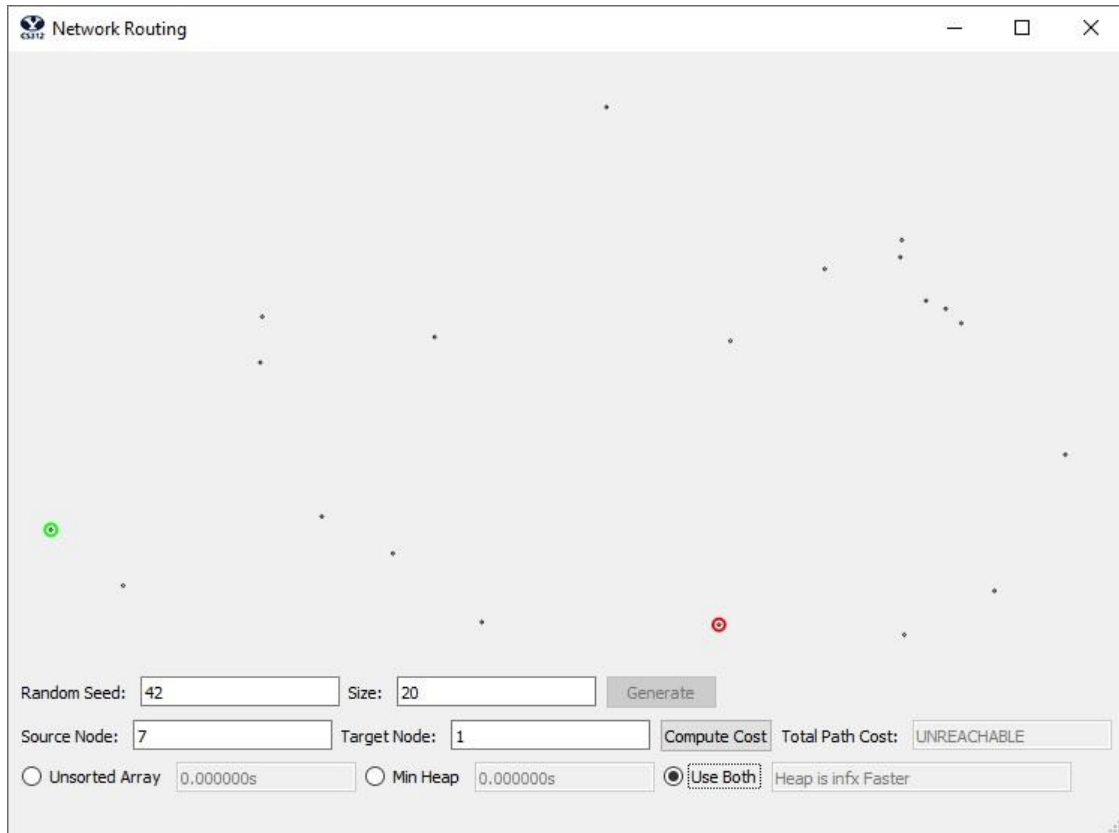 CS312 Network Routing
Random Seed: 42 Size: 20 Generate
Source Node: 7 Target Node: 1 Compute Cost Total Path Cost: UNREACHABLE
Unsorted Array 0.000000s Min Heap 0.000000s Use Both Heap is infx Faster